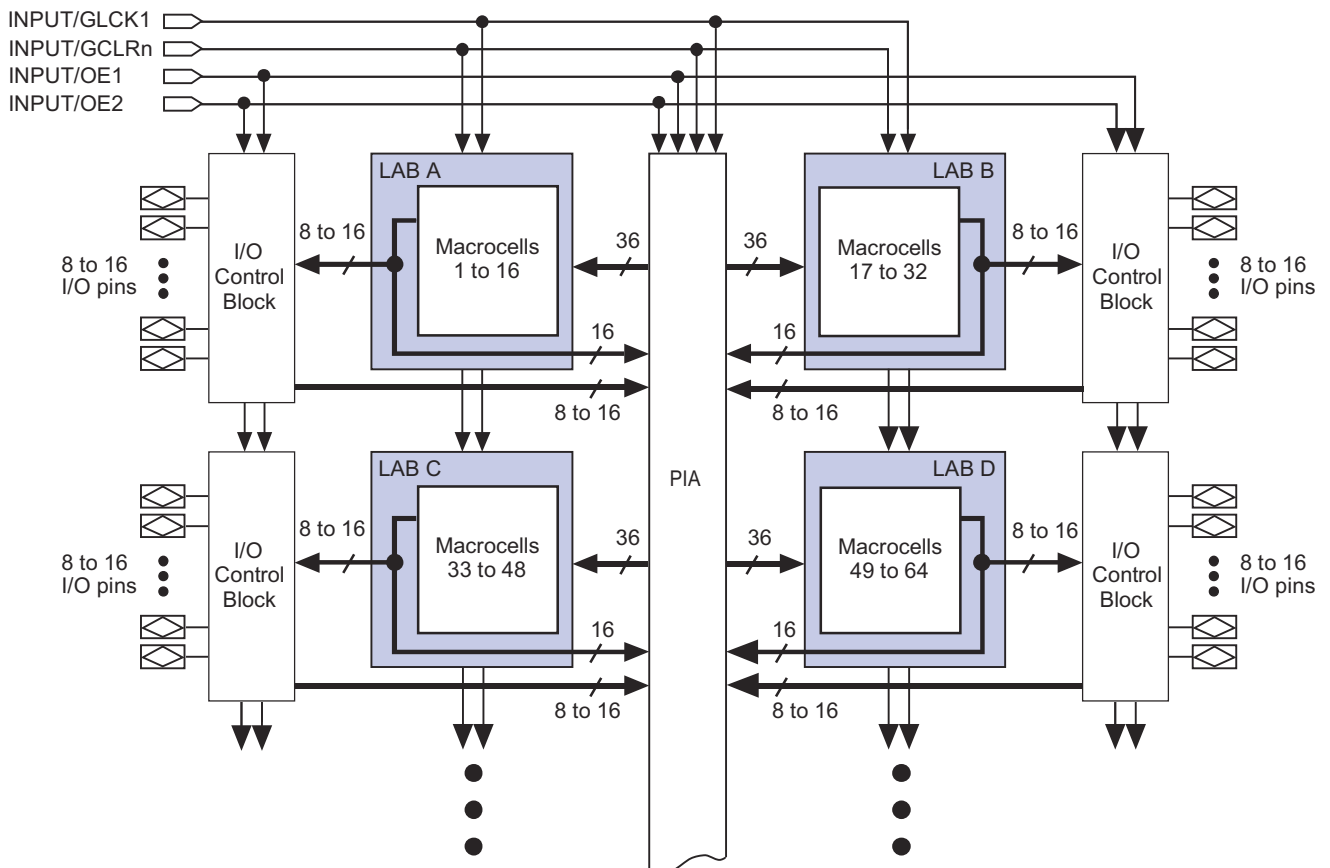 INPUT/GLCK1
INPUT/GCLRn
INPUT/OE1
INPUT/OE2
LAB A
LAB B
8 to 16
I/O pins
I/O
Control
Block
8 to 16
Macrocells
1 to 16
36
36
Macrocells
17 to 32
8 to 16
I/O
Control
Block
8 to 16
I/O pins
16
16
8 to 16
8 to 16
LAB C
PIA
LAB D
8 to 16
I/O pins
I/O
Control
Block
8 to 16
Macrocells
33 to 48
36
36
Macrocells
49 to 64
8 to 16
I/O
Control
Block
8 to 16
I/O pins
16
16
8 to 16
8 to 16